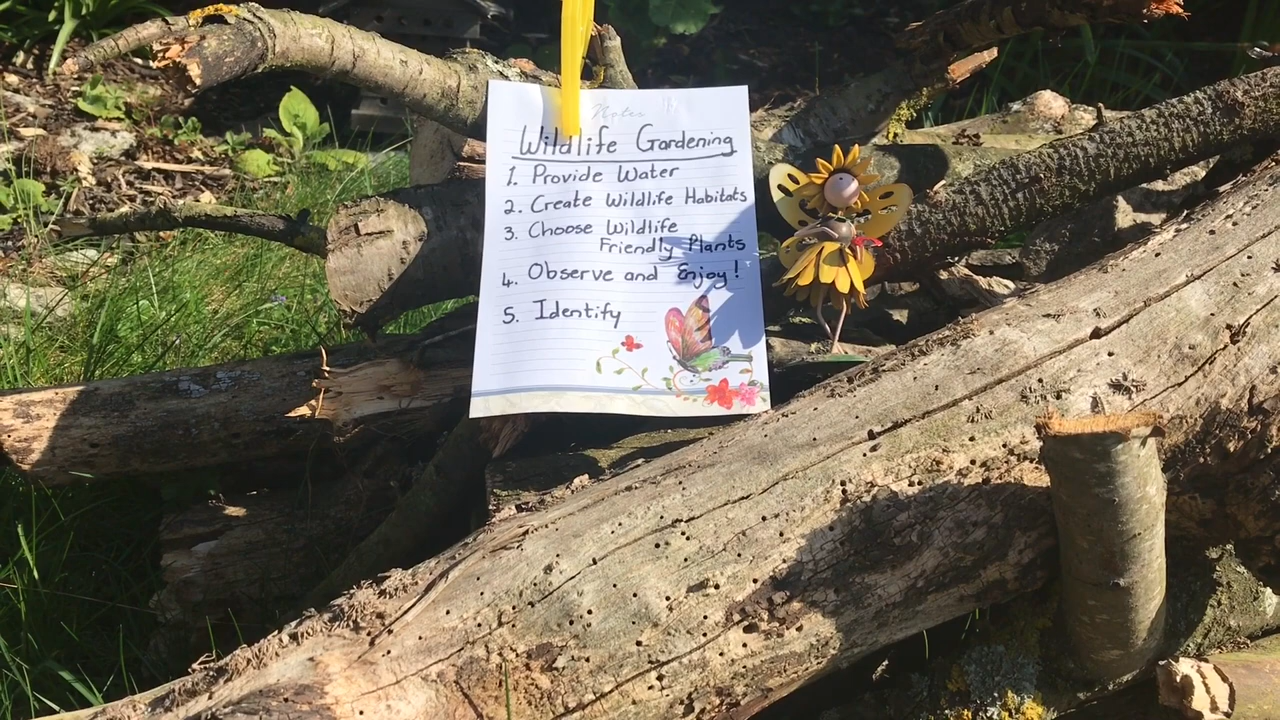 Notes
Wildlife Gardening
1. Provide Water
2. Create Wildlife Habitats
3. Choose Wildlife
Friendly Plants
4. Observe and Enjoy!
5. Identify